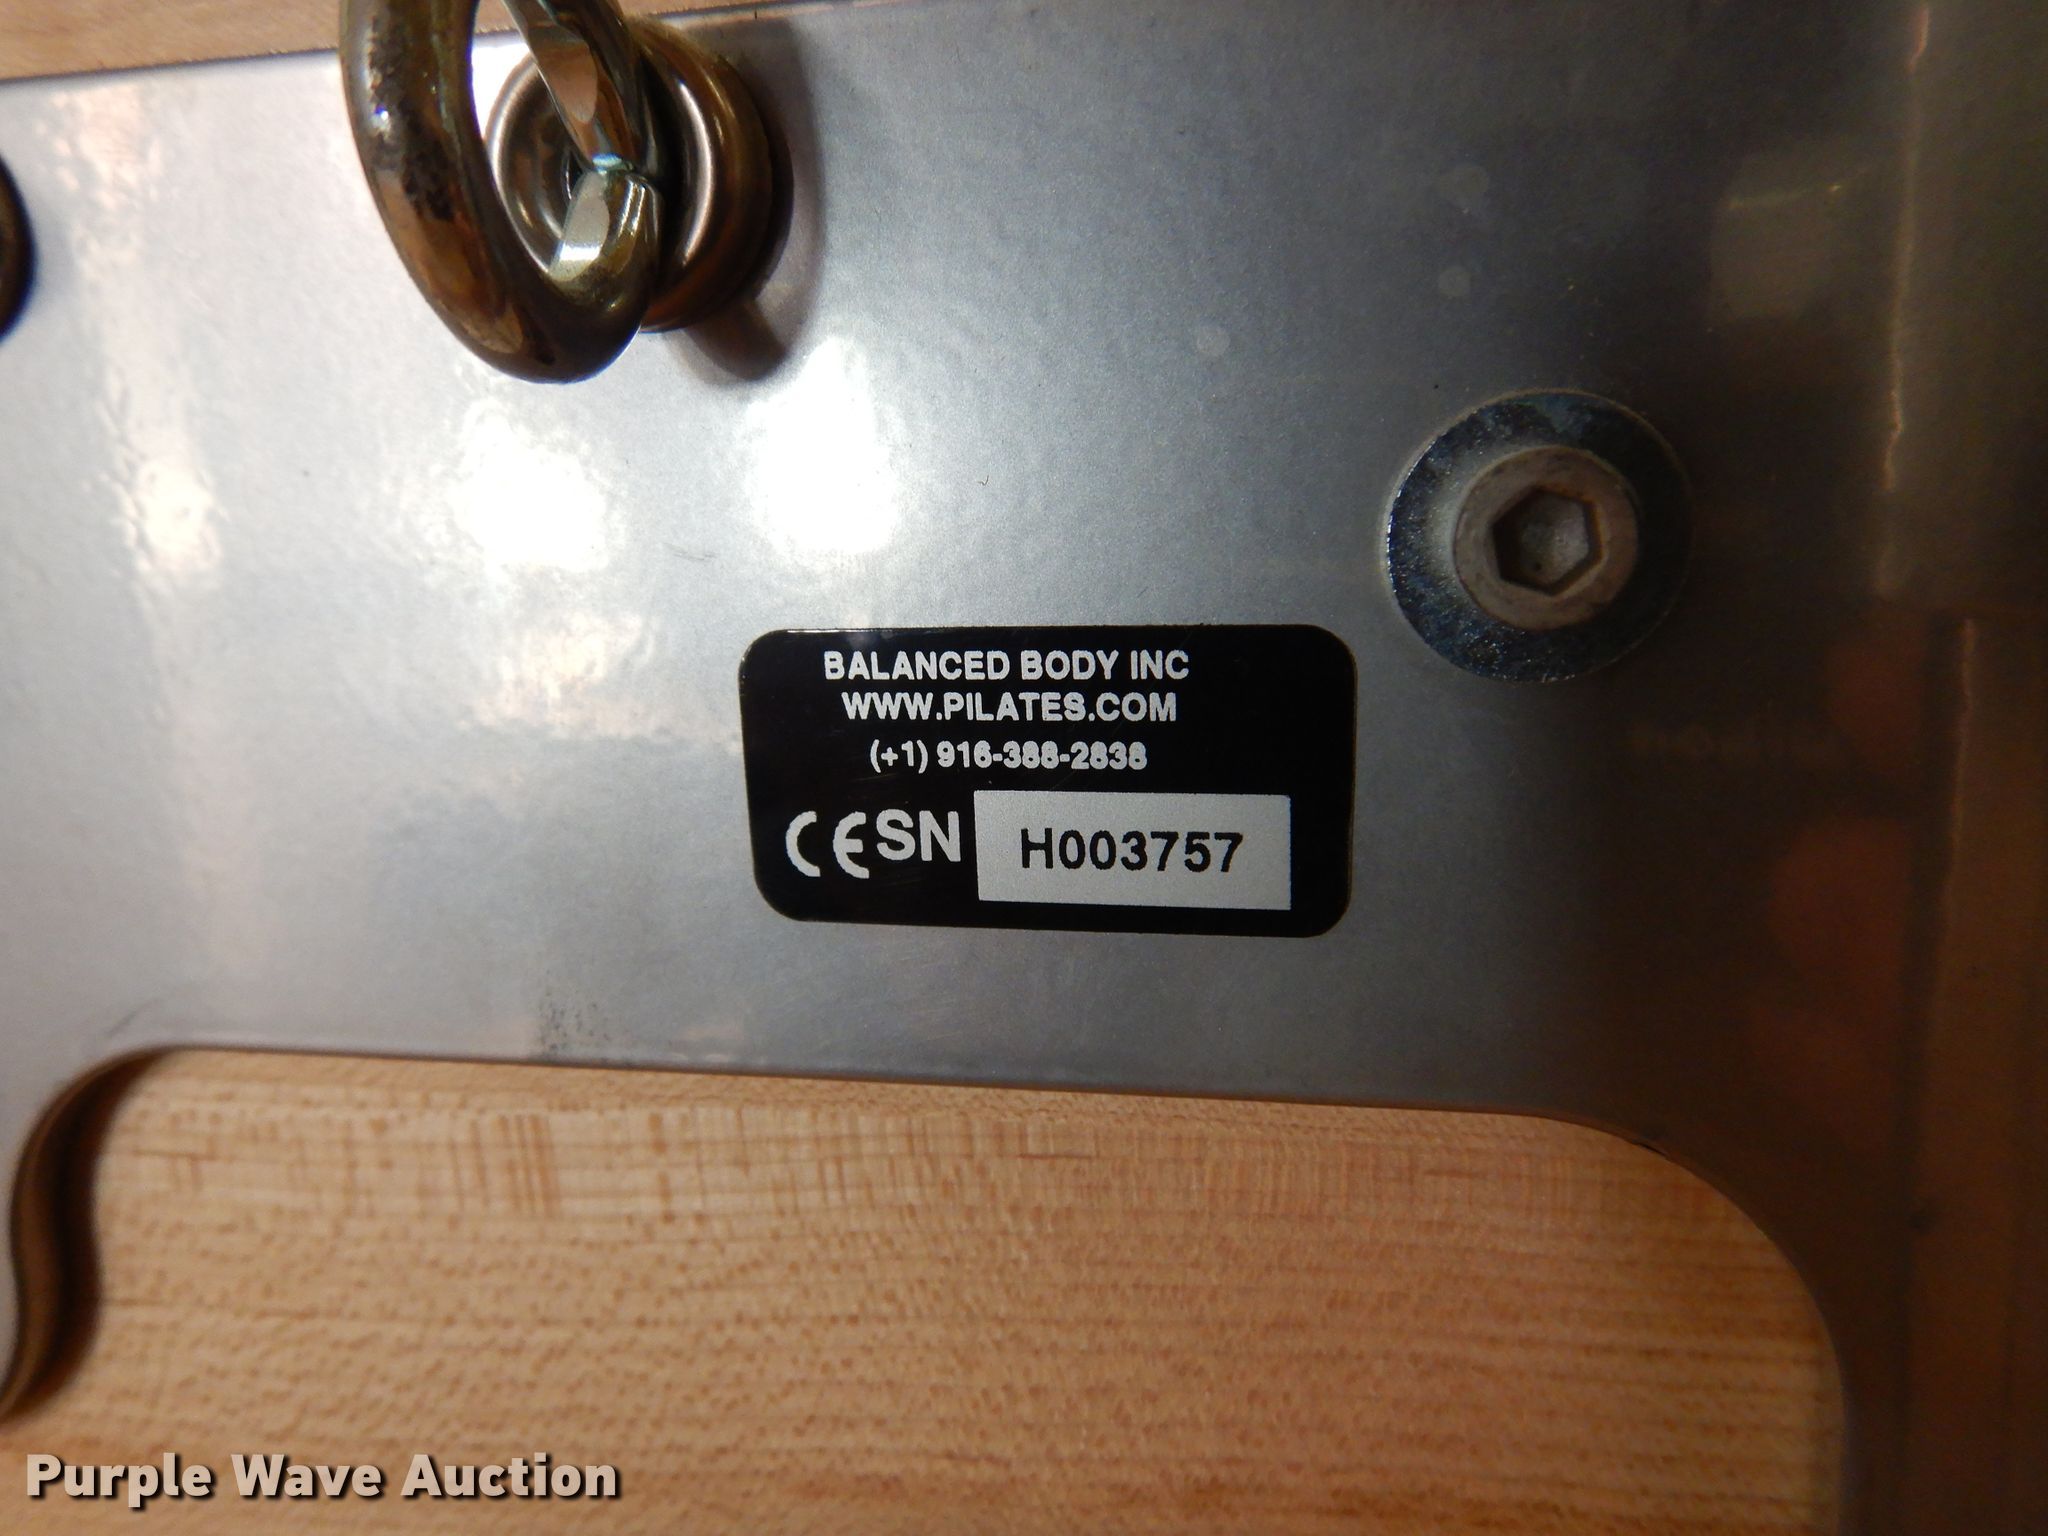 BALANCED BODY INC
WWW.PILATES.COM
(+1) 916-388-2838
CE SN H003757
Purple Wave Auction